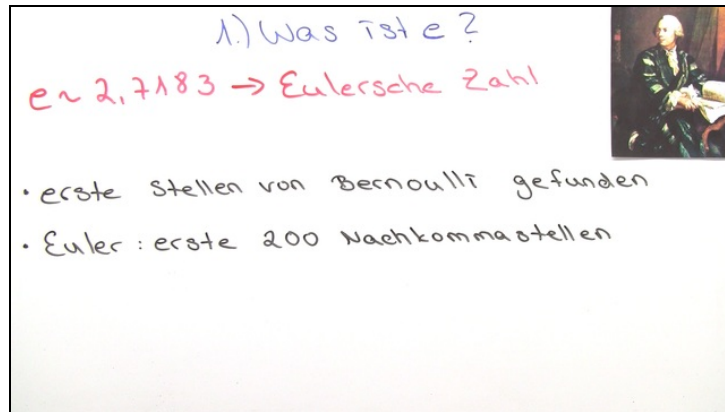 1.) Was ist e?
e ~ 2,7183 → Eulersche Zahl
• erste Stellen von Bernoulli gefunden
• Euler : erste 200 Nachkommastellen